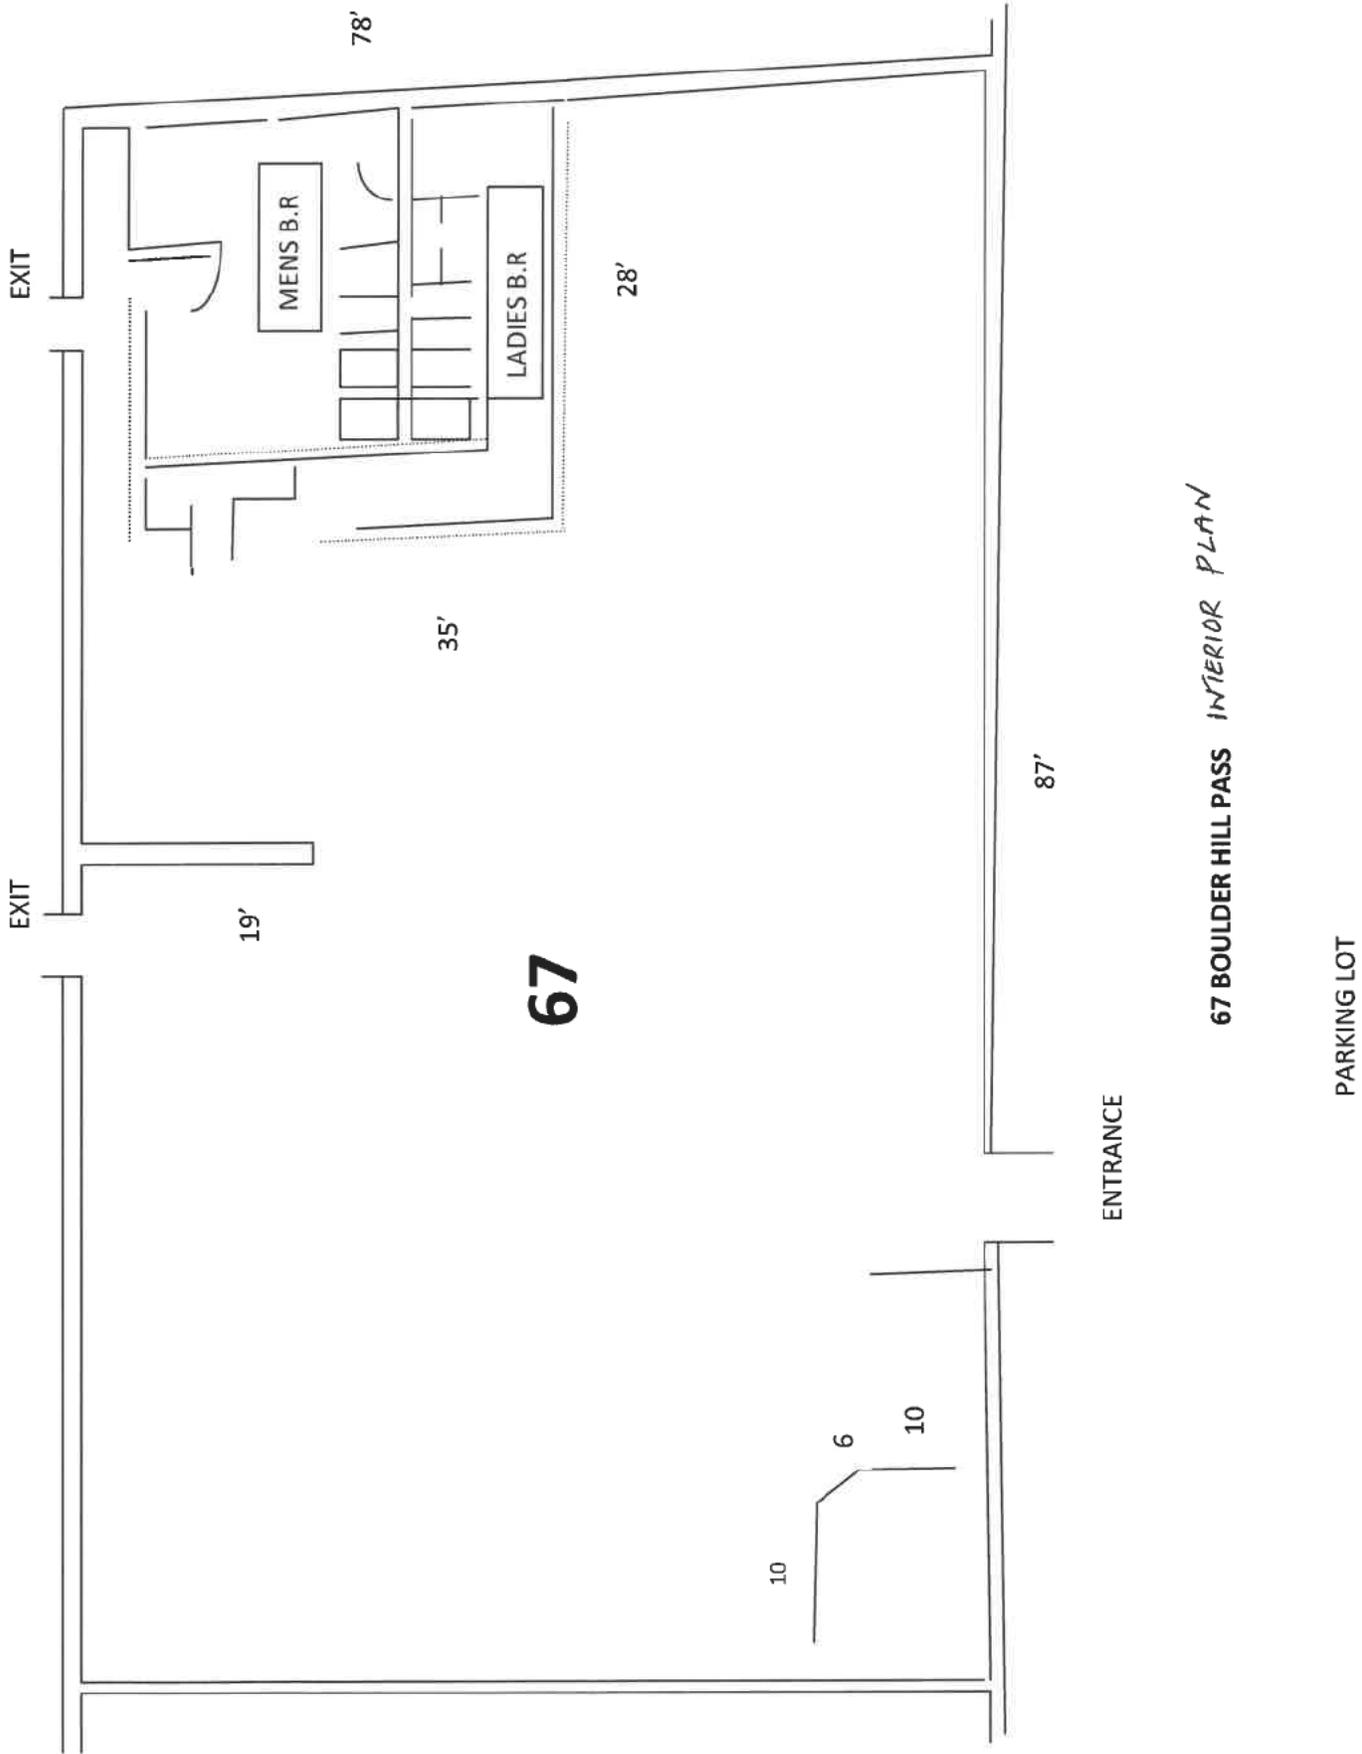 EXIT
EXIT
78'
MENS B.R
LADIES B.R
28'
35'
19'
67
10
6
10
87'
ENTRANCE
67 BOULDER HILL PASS INTERIOR PLAN
PARKING LOT